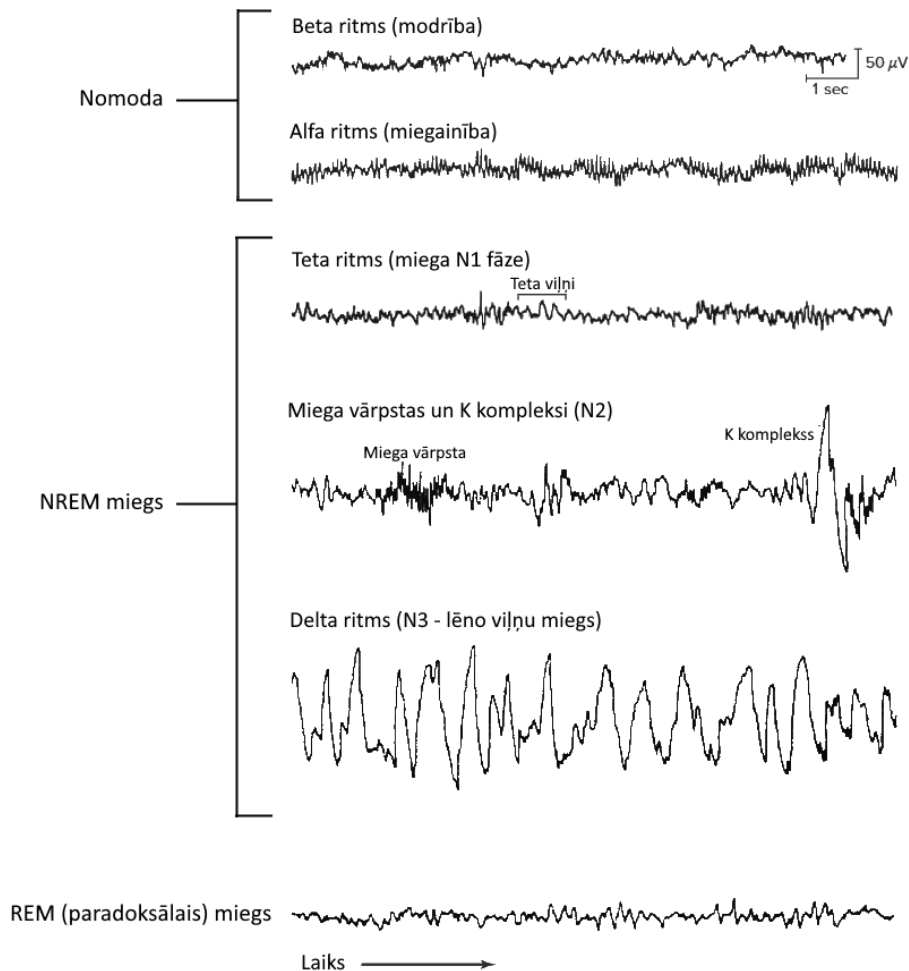 Beta ritms (modrība)
50 μV
1 sec
Nomoda
Alfa ritms (miegainība)
Teta ritms (miega N1 fāze)
Teta viļņi
Miega vārpstas un K kompleksi (N2)
K komplekss
Miega vārpsta
NREM miegs
Delta ritms (N3 - lēno viļņu miegs)
REM (paradoksālais) miegs
Laiks